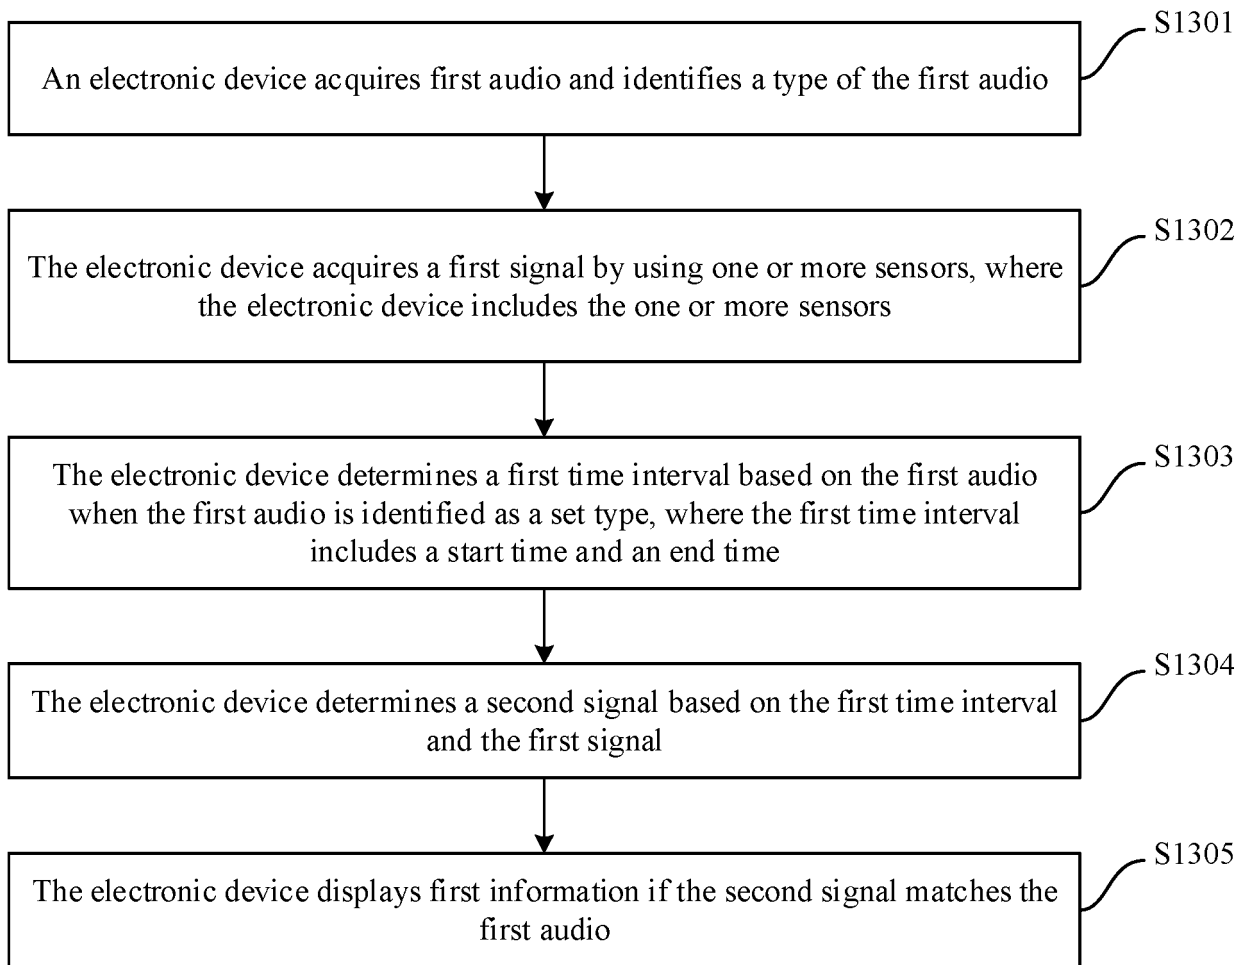 S1301
An electronic device acquires first audio and identifies a type of the first audio
S1302
The electronic device acquires a first signal by using one or more sensors, where
the electronic device includes the one or more sensors
S1303
The electronic device determines a first time interval based on the first audio
when the first audio is identified as a set type, where the first time interval
includes a start time and an end time
S1304
The electronic device determines a second signal based on the first time interval
and the first signal
S1305
The electronic device displays first information if the second signal matches the
first audio